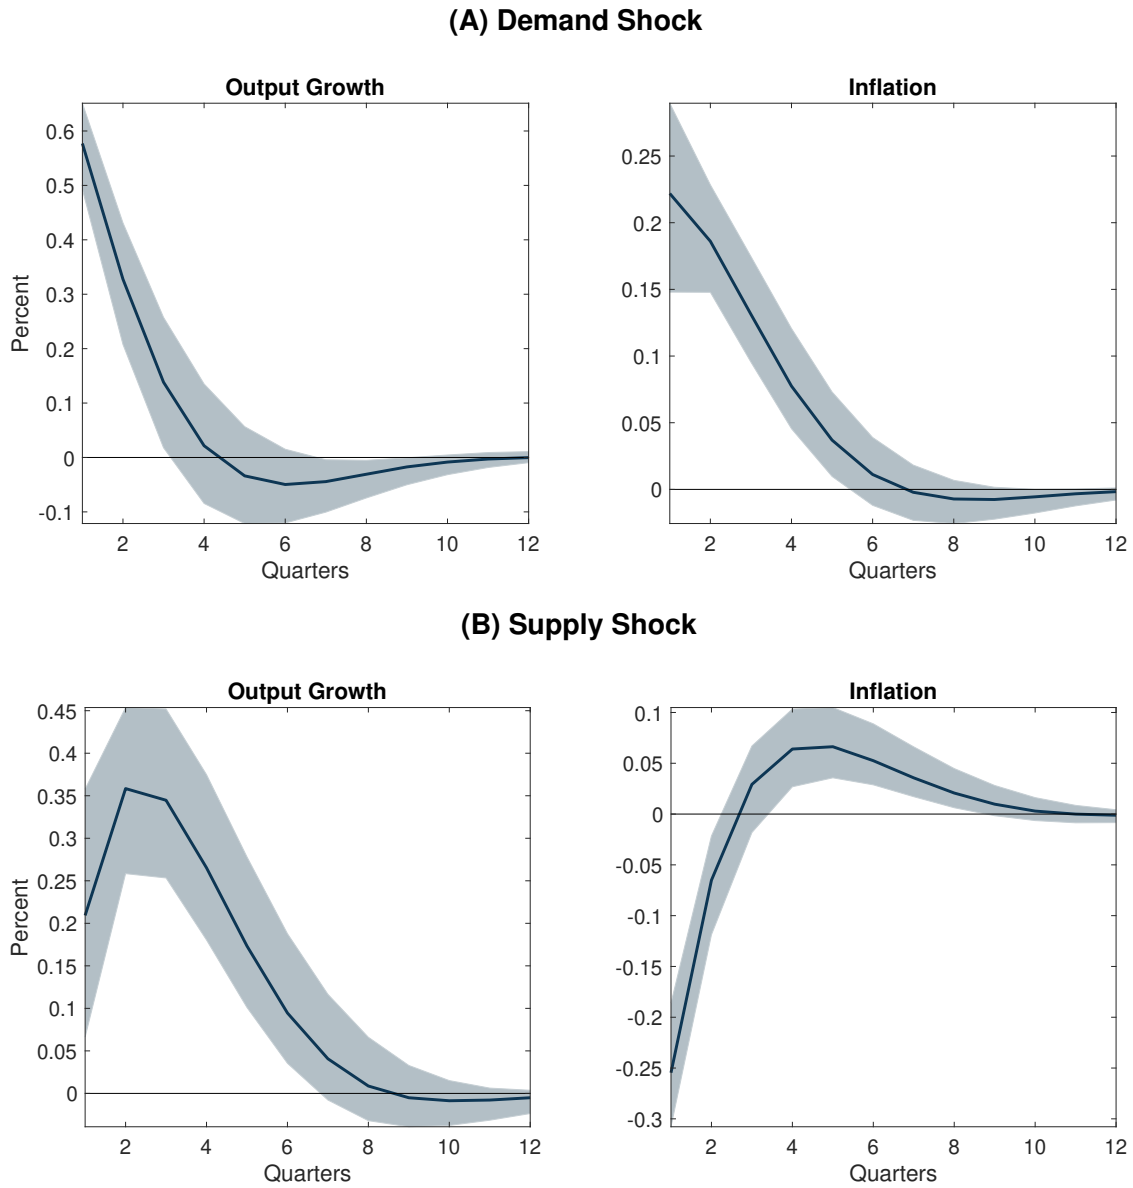 (A) Demand Shock
Output Growth
Inflation
Percent
0.6
0.5
0.4
0.3
0.2
0.1
0
-0.1
2 4 6 8 10 12
Quarters
0.25
0.2
0.15
0.1
0.05
0
2 4 6 8 10 12
Quarters
(B) Supply Shock
Output Growth
Inflation
Percent
0.45
0.4
0.35
0.3
0.25
0.2
0.15
0.1
0.05
0
2 4 6 8 10 12
Quarters
0.1
0.05
0
-0.05
-0.1
-0.15
-0.2
-0.25
-0.3
2 4 6 8 10 12
Quarters